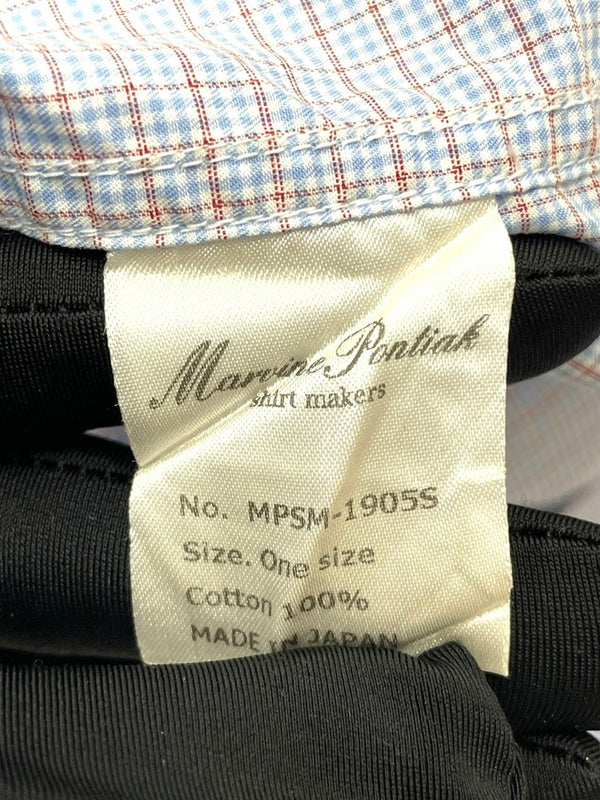 Marvine Pontiak
shirt makers
No. MPSM-1905S
Size. One size
Cotton 100%
MADE IN JAPAN